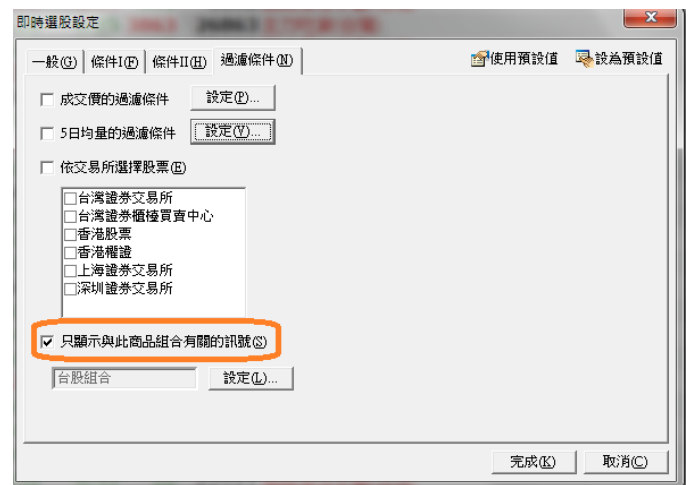 即時選股設定
一般(G) 條件I(F) 條件II(H) 過濾條件(N) 使用預設值 設為預設值
成交價的過濾條件 設定(P)...
5日均量的過濾條件 設定(V)...
依交易所選擇股票(E)
台灣證券交易所
台灣證券櫃檯買賣中心
香港股票
香港權證
上海證券交易所
深圳證券交易所
只顯示與此商品組合有關的訊號(S)
台股組合 設定(L)...
完成(K) 取消(C)